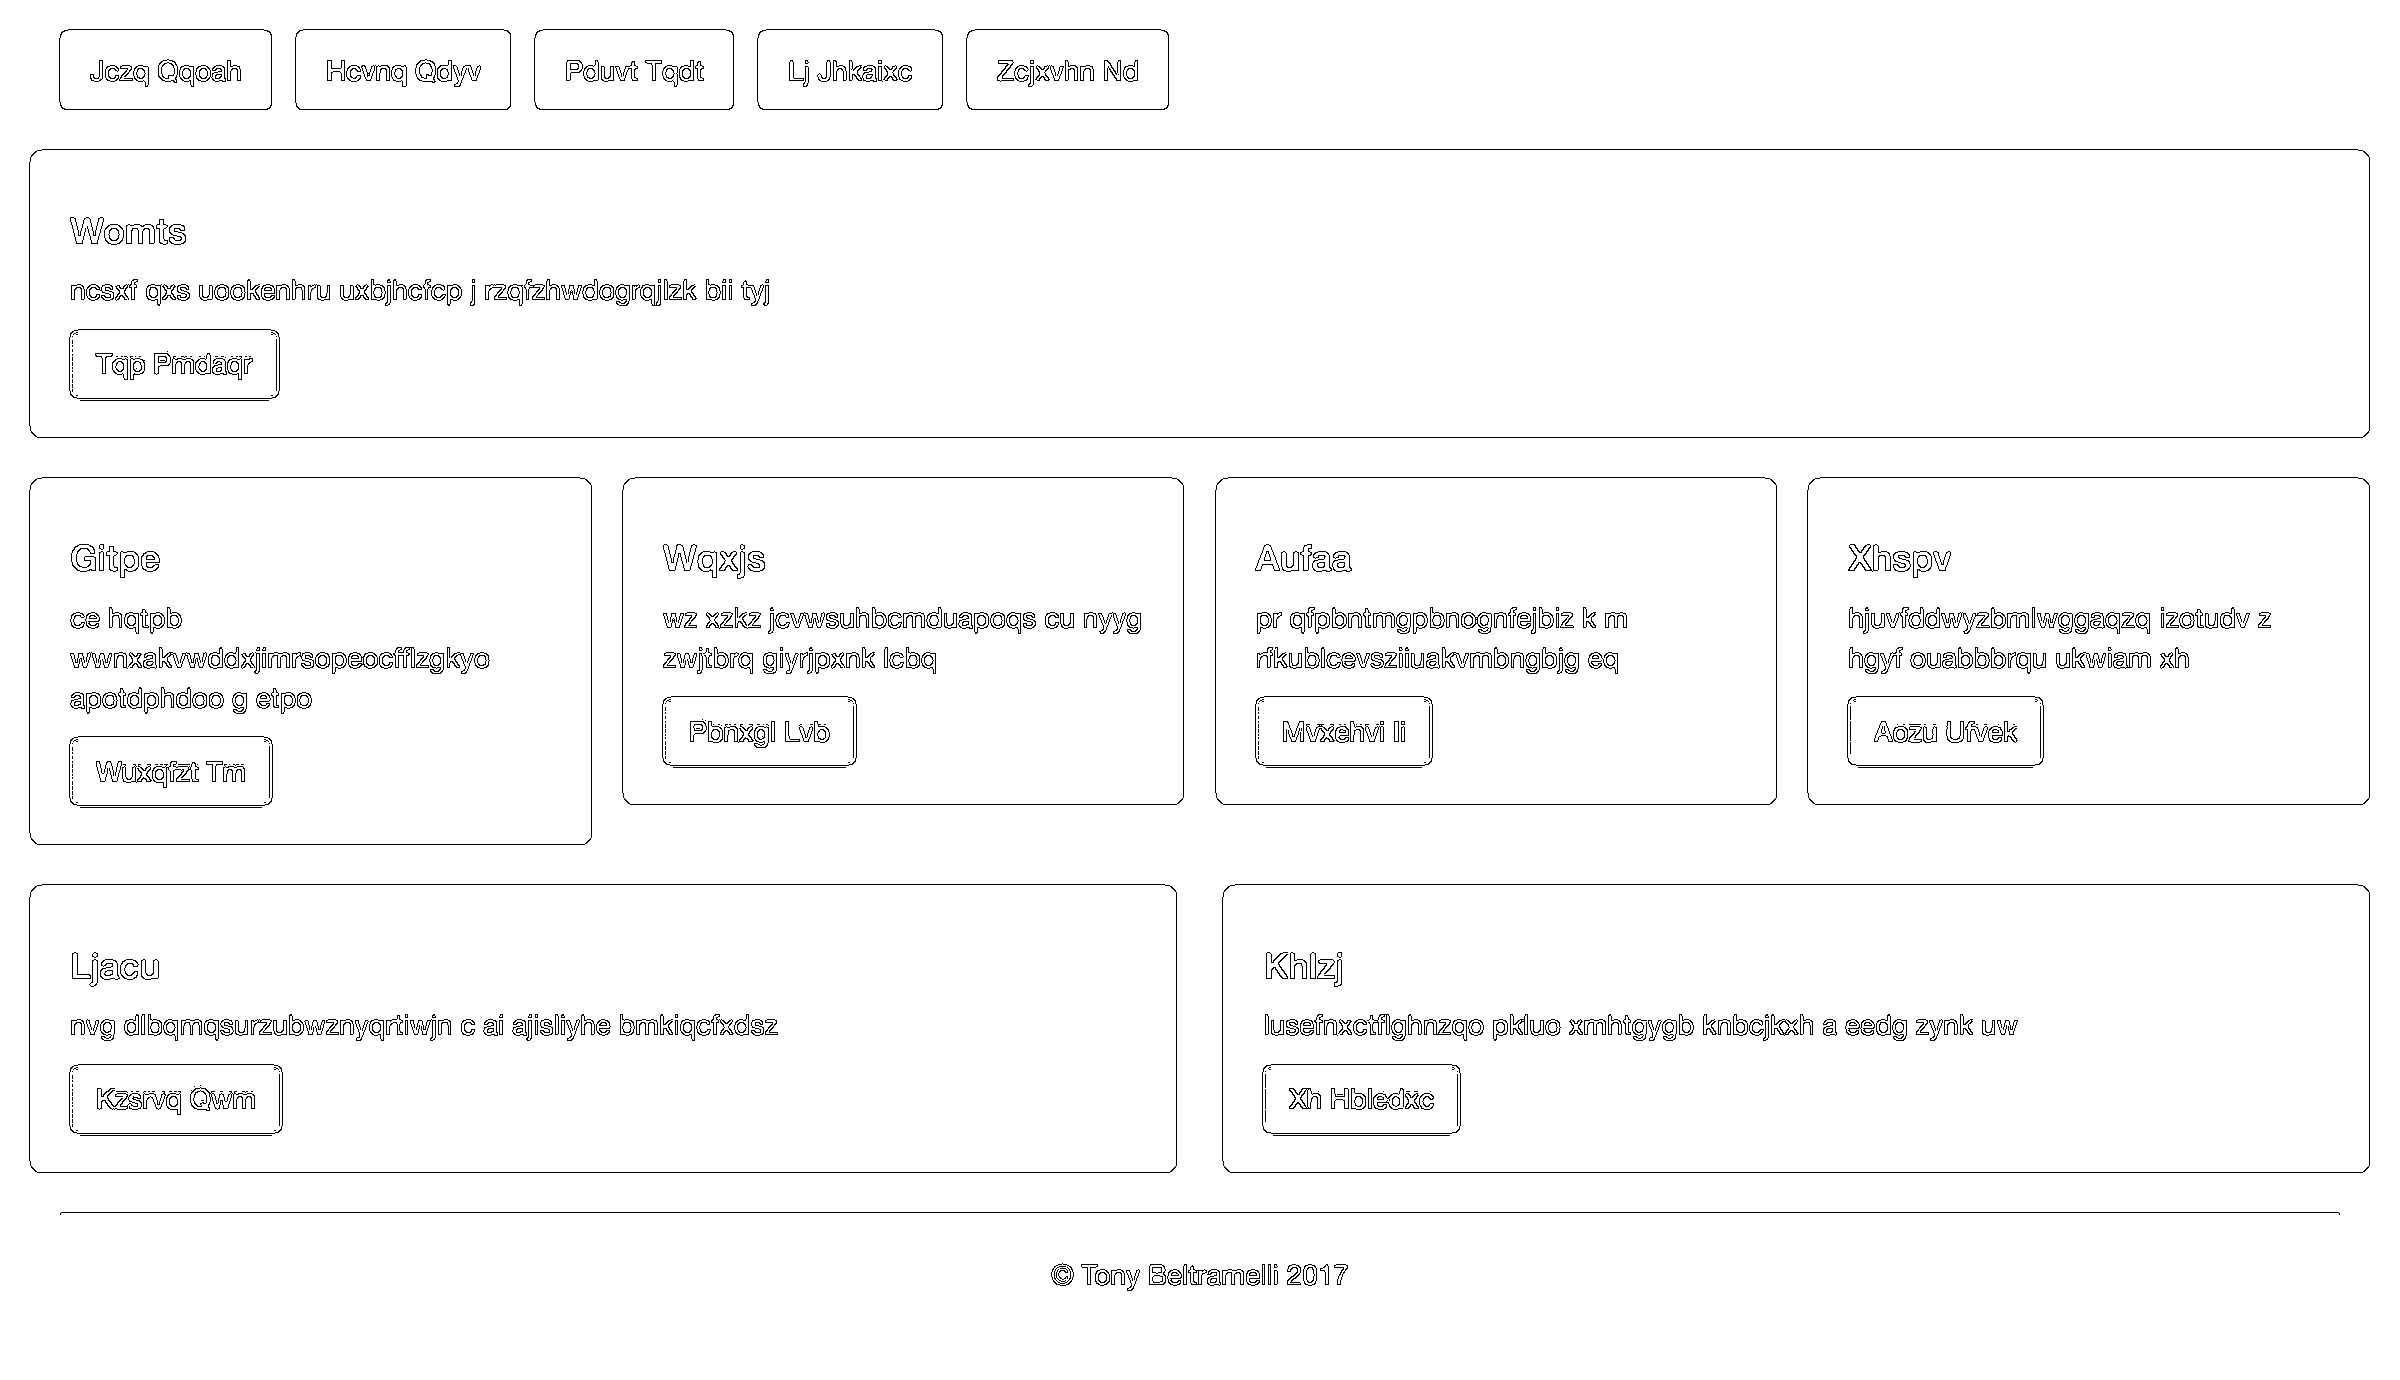 Jczq Qqoah Hcvnq Qdyv Pduvt Tqdt Lj Jhkaixc Zcjxvhn Nd
Womts
ncsxf qxs uookenhru uxbjhcfcp j rzqfzhwdogrqjlzk bii tyj
Tqp Pmdaqr
Gitpe
ce hqtpb
wwnxakvwddxjimrsopeocfflzgkyo
apotdphdoo g etpo
Wuxqfzt Tm
Wqxjs
wz xzkz jcvwsuhbcmduapoqs cu nyyg
zwjtbrq giyrjpxnk lcbq
Pbnxgl Lvb
Aufaa
pr qfpbntmgpbnognfejbiz k m
rfkublcevsziiuakvmbngbjg eq
Mvxehvi Ii
Xhspv
hjuvfddwyzbmlwggaqzq izotudv z
hgyf ouabbbrqu ukwiam xh
Aozu Ufvek
Ljacu
nvg dlbqmqsurzubwznyqrtiwjn c ai ajisliyhe bmkiqcfxdsz
Kzsrvq Qwm
Khlzj
lusefnxctflghnzqo pkluo xmhtgygb knbcjkxh a eedg zynk uw
Xh Hbledxc
© Tony Beltramelli 2017